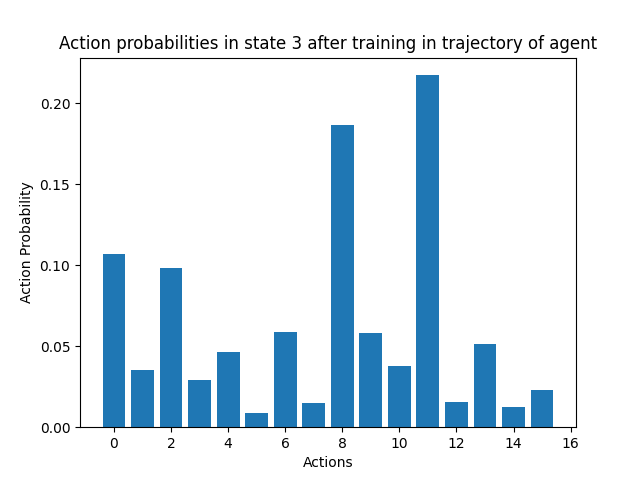 Action probabilities in state 3 after training in trajectory of agent
0.20
0.15
0.10
0.05
0.00
Action Probability
0 2 4 6 8 10 12 14 16
Actions